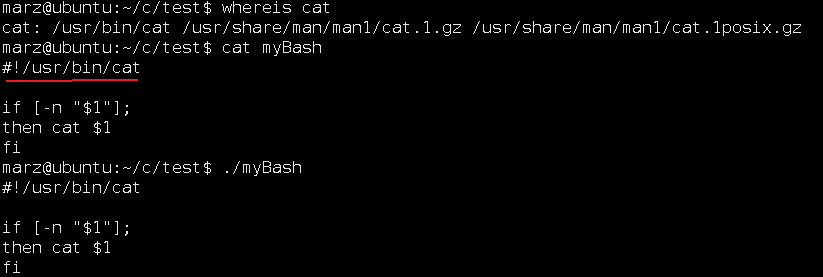 marz@ubuntu:~/c/test$ whereis cat
cat: /usr/bin/cat /usr/share/man/man1/cat.1.gz /usr/share/man/man1/cat.1posix.gz
marz@ubuntu:~/c/test$ cat myBash
#!/usr/bin/cat

if [-n "$1"];
then cat $1
fi
marz@ubuntu:~/c/test$ ./myBash
#!/usr/bin/cat

if [-n "$1"];
then cat $1
fi